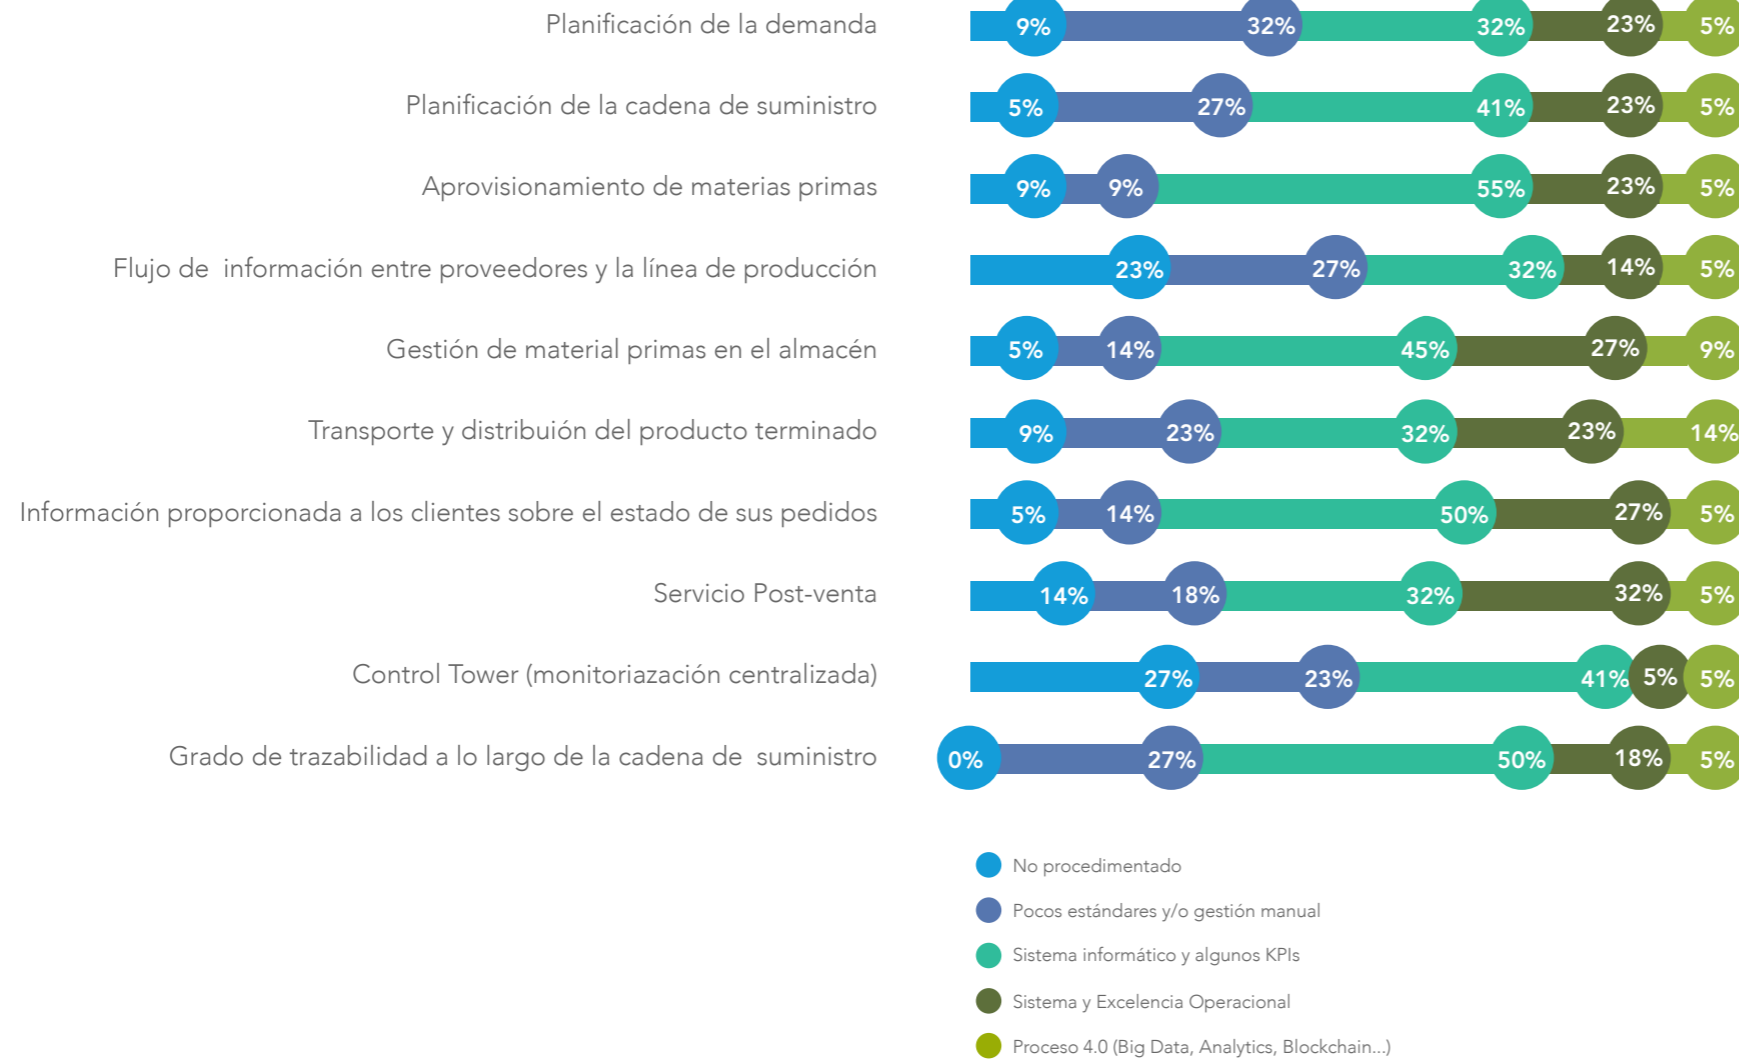 Planificación de la demanda 9% 32% 32% 23% 5%
Planificación de la cadena de suministro 5% 27% 41% 23% 5%
Aprovisionamiento de materias primas 9% 9% 55% 23% 5%
Flujo de  información entre proveedores y la línea de producción 23% 27% 32% 14% 5%
Gestión de material primas en el almacén 5% 14% 45% 27% 9%
Transporte y distribuión del producto terminado 9% 23% 32% 23% 14%
Información proporcionada a los clientes sobre el estado de sus pedidos 5% 14% 50% 27% 5%
Servicio Post-venta 14% 18% 32% 32% 5%
Control Tower (monitoriazación centralizada) 27% 23% 41% 5% 5%
Grado de trazabilidad a lo largo de la cadena de  suministro 0% 27% 50% 18% 5%
No procedimentado
Pocos estándares y/o gestión manual
Sistema informático y algunos KPIs
Sistema y Excelencia Operacional
Proceso 4.0 (Big Data, Analytics, Blockchain...)